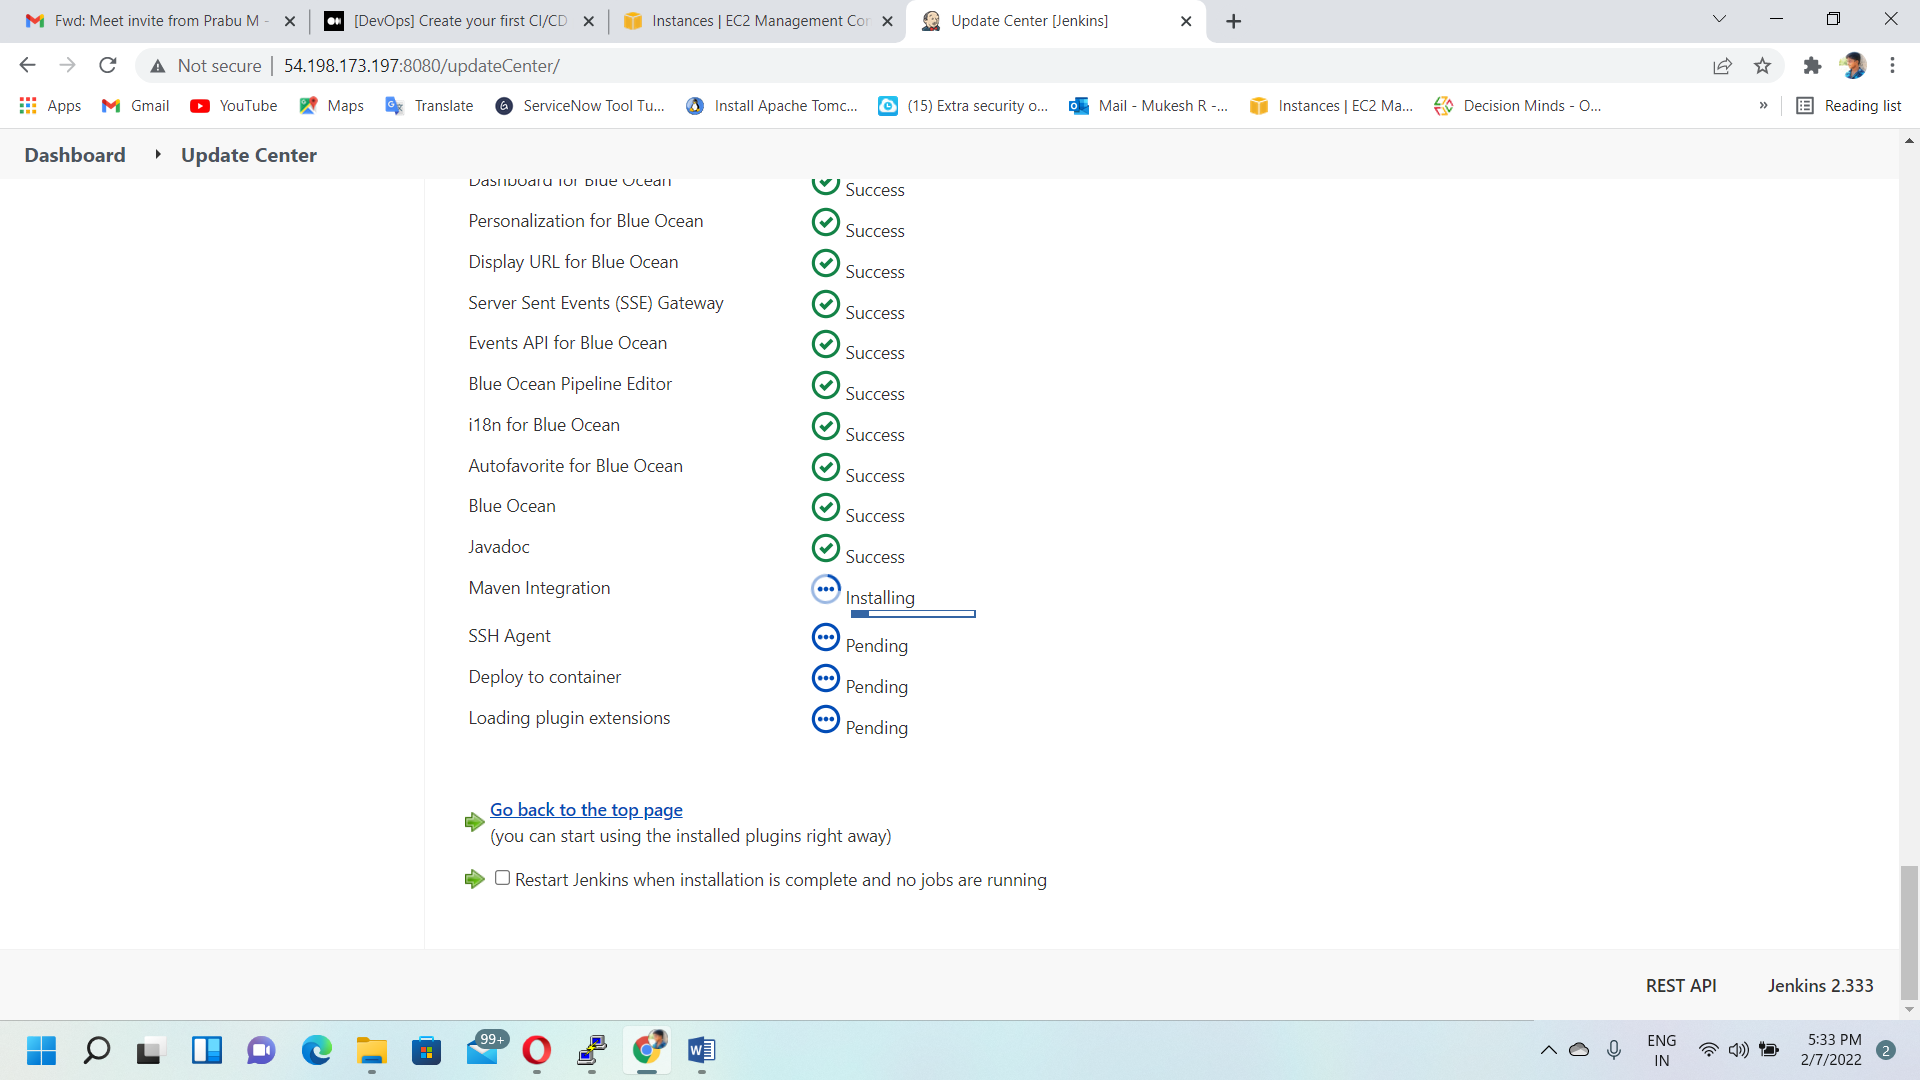 Fwd: Meet invite from Prabu M -
[DevOps] Create your first CI/CD
Instances | EC2 Management Con
Update Center [Jenkins]
Not secure | 54.198.173.197:8080/updateCenter/
Apps
Gmail
YouTube
Maps
Translate
ServiceNow Tool Tu...
Install Apache Tomc...
(15) Extra security o...
Mail - Mukesh R -...
Instances | EC2 Ma...
Decision Minds - O...
»
Reading list
Dashboard
Update Center
Dashboard for Blue Ocean Success
Personalization for Blue Ocean Success
Display URL for Blue Ocean Success
Server Sent Events (SSE) Gateway Success
Events API for Blue Ocean Success
Blue Ocean Pipeline Editor Success
i18n for Blue Ocean Success
Autofavorite for Blue Ocean Success
Blue Ocean Success
Javadoc Success
Maven Integration Installing
SSH Agent Pending
Deploy to container Pending
Loading plugin extensions Pending
Go back to the top page
(you can start using the installed plugins right away)
Restart Jenkins when installation is complete and no jobs are running
REST API
Jenkins 2.333
99+
ENG
IN
5:33 PM
2/7/2022
2